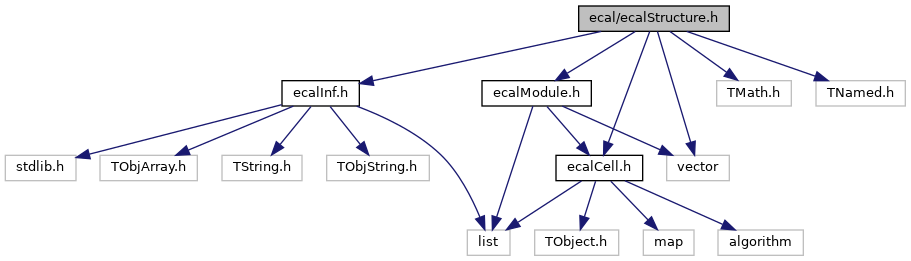 ecal/ecalStructure.h
ecalInf.h
ecalModule.h
TMath.h
TNamed.h
stdlib.h
TObjArray.h
TString.h
TObjString.h
ecalCell.h
vector
list
TObject.h
map
algorithm